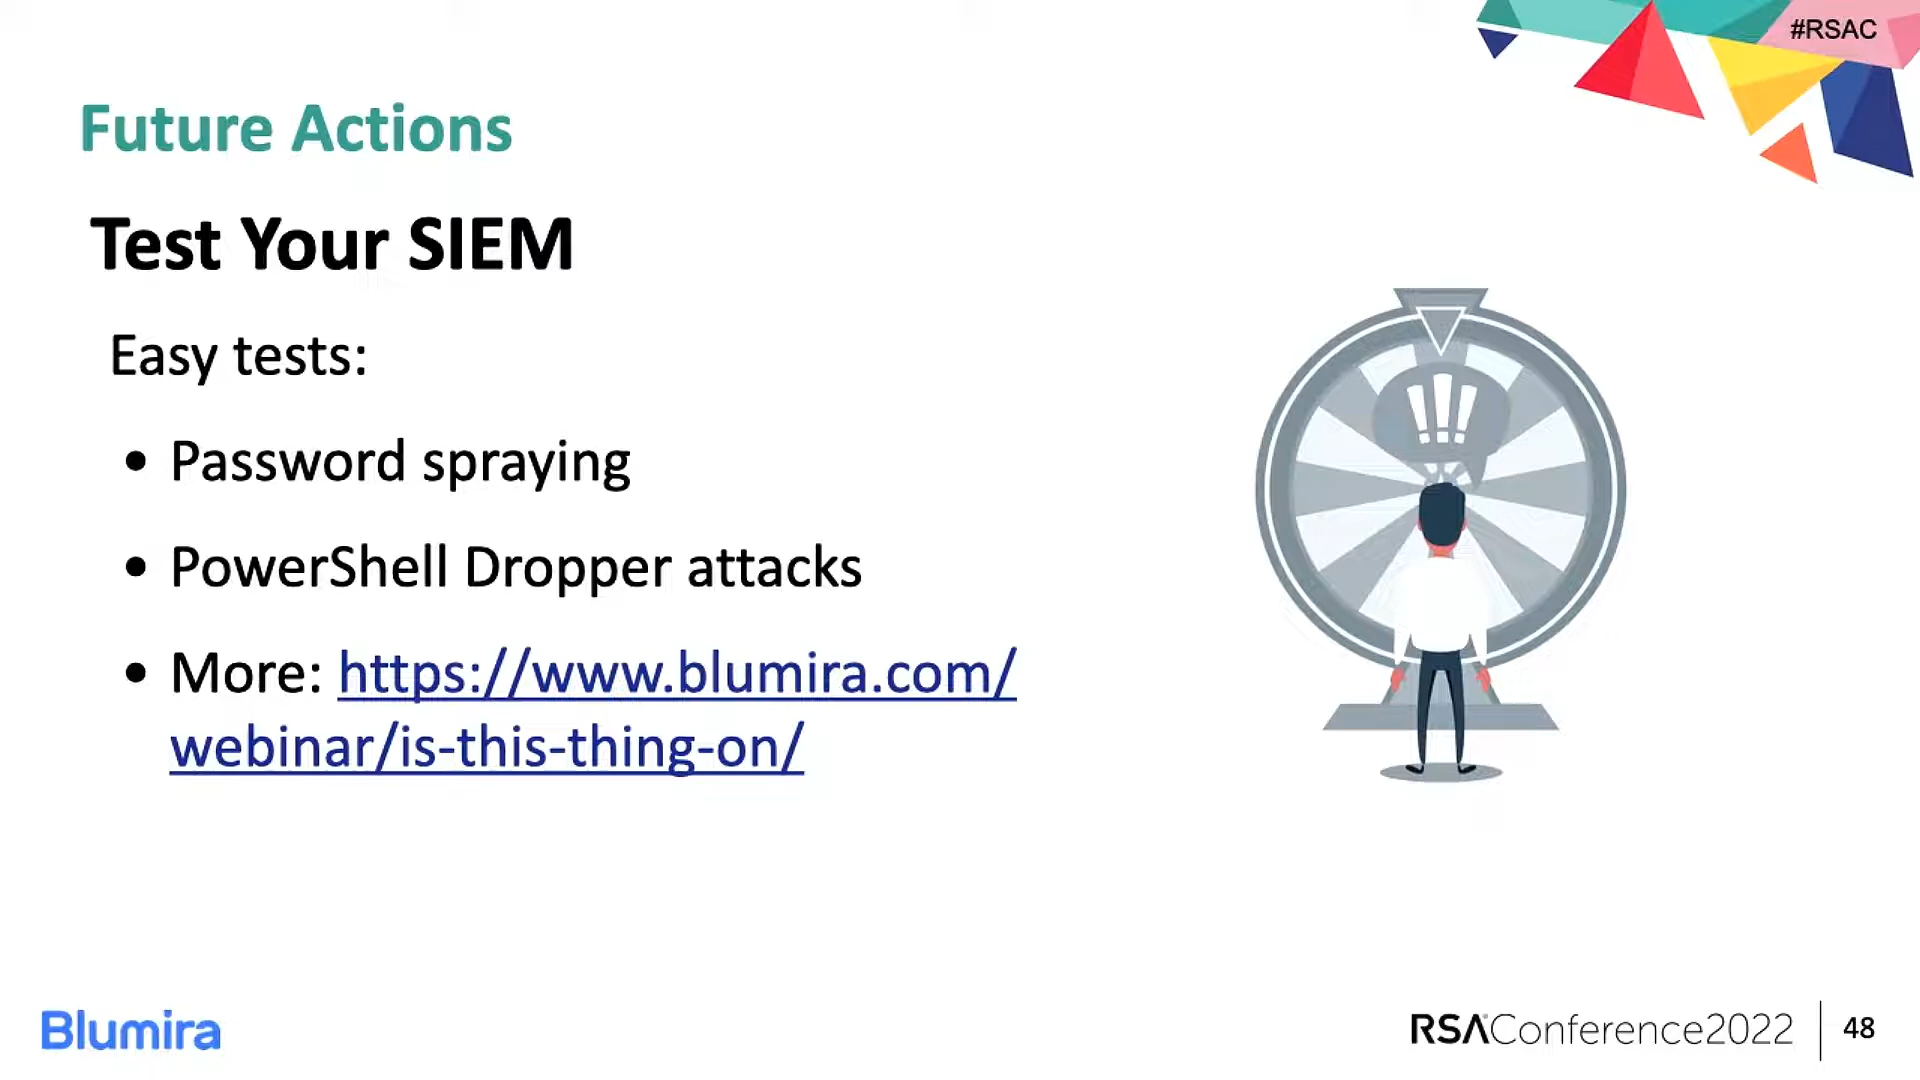 #RSAC
Future Actions
Test Your SIEM
Easy tests:
• Password spraying
• PowerShell Dropper attacks
• More: https://www.blumira.com/
webinar/is-this-thing-on/
!!!
Blumira
RSAConference2022
48